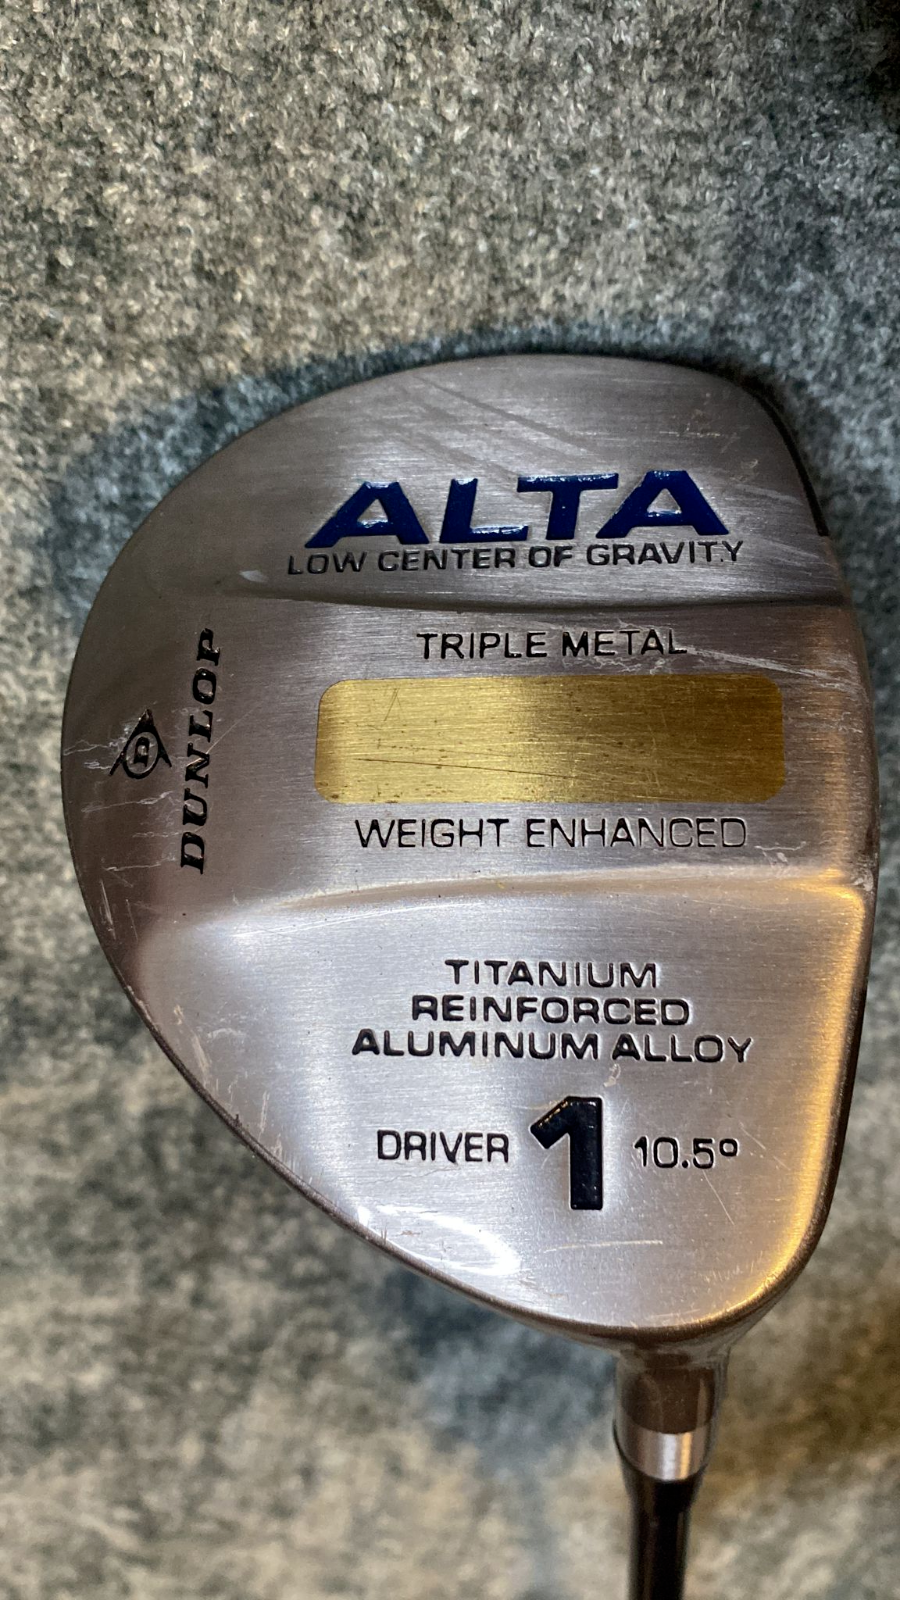 ALTA
LOW CENTER OF GRAVITY
TRIPLE METAL
WEIGHT ENHANCED
D
DUNLOP
TITANIUM
REINFORCED
ALUMINUM ALLOY
DRIVER 1 10.5°